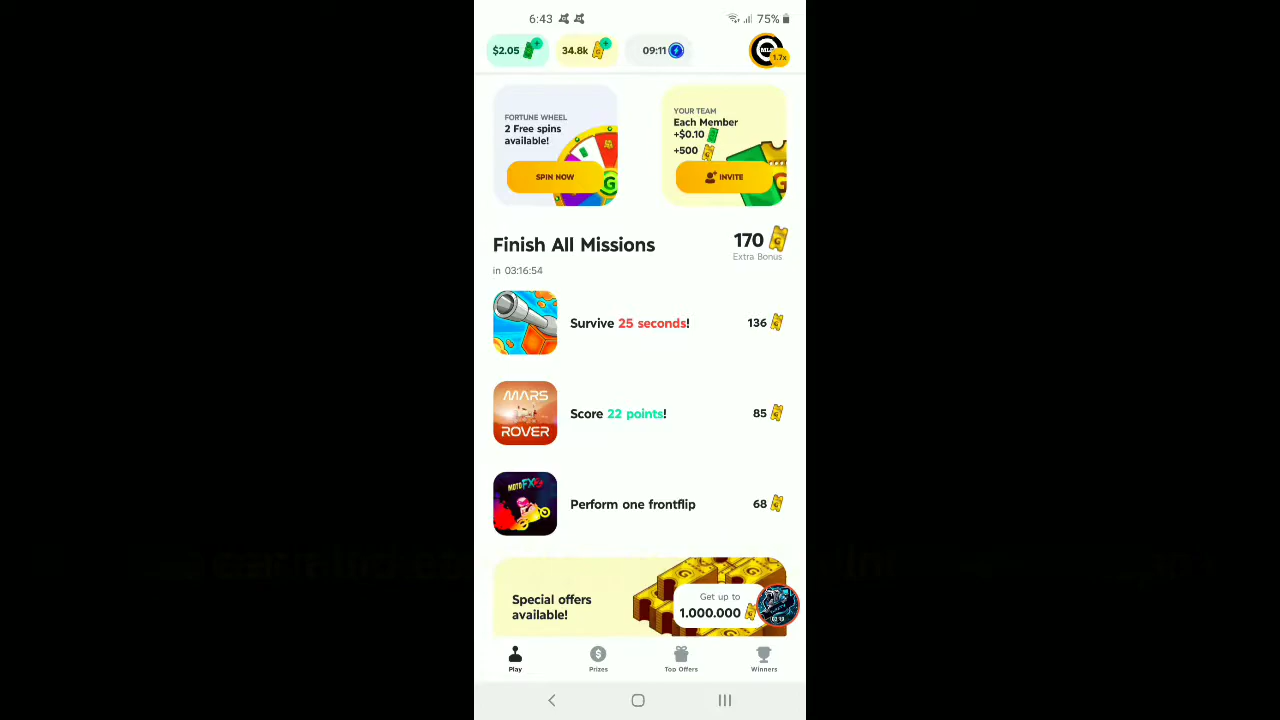 6:43
75%
$2.05
34.8k
09:11
1.7x
FORTUNE WHEEL
2 Free spins
available!
SPIN NOW
G
YOUR TEAM
Each Member
+$0.10
+500
INVITE
G
Finish All Missions
170
Extra Bonus
in 03:16:54
Survive 25 seconds!
136
MARS
ROVER
Score 22 points!
85
MOTO FX
Perform one frontflip
68
Special offers
available!
Get up to
1.000.000
Play
Prizes
Top Offers
Winners